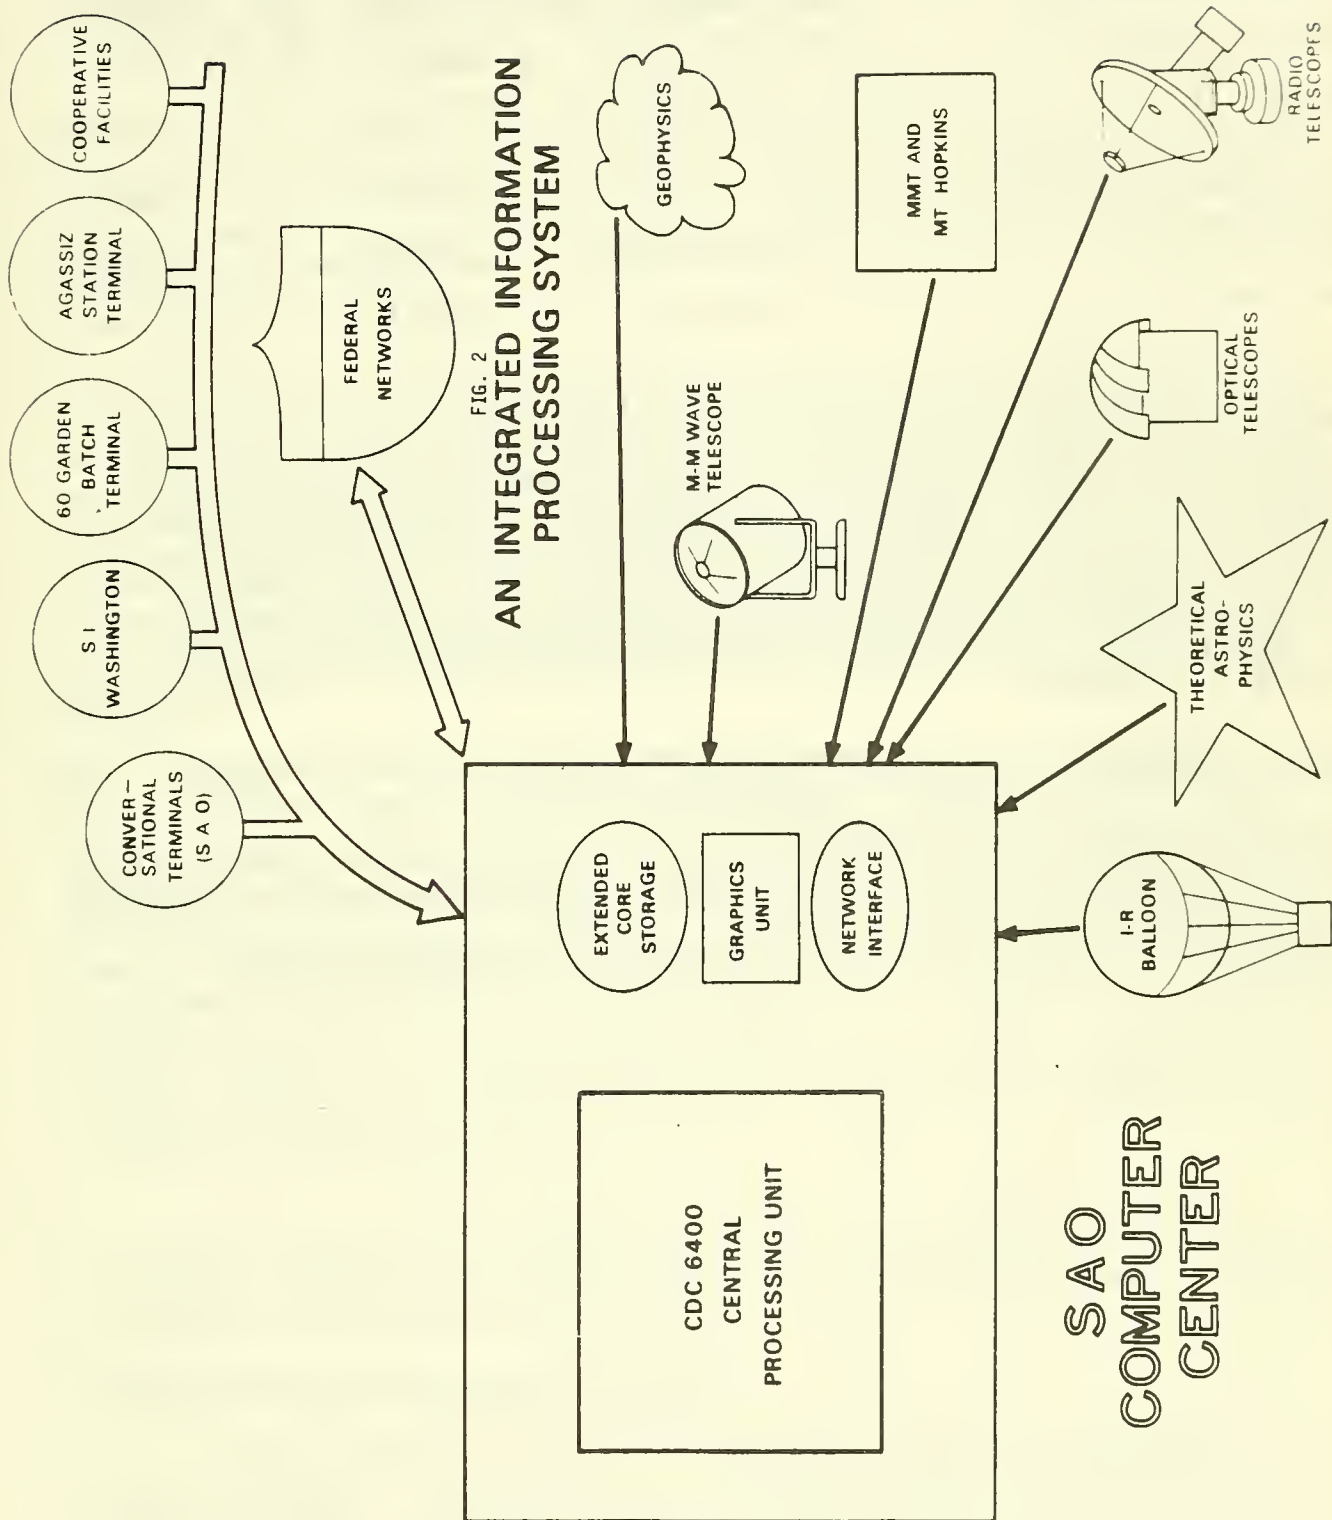 FIG. 2
AN INTEGRATED INFORMATION
PROCESSING SYSTEM
CONVER-
SATIONAL
TERMINALS
(S A O)
S I
WASHINGTON
60 GARDEN
BATCH
TERMINAL
AGASSIZ
STATION
TERMINAL
COOPERATIVE
FACILITIES
FEDERAL
NETWORKS
GEOPHYSICS
M-M WAVE
TELESCOPE
MMT AND
MT HOPKINS
RADIO
TELESCOPES
OPTICAL
TELESCOPES
THEORETICAL
ASTRO-
PHYSICS
I-R
BALLOON
EXTENDED
CORE
STORAGE
GRAPHICS
UNIT
NETWORK
INTERFACE
CDC 6400
CENTRAL
PROCESSING UNIT
SAO
COMPUTER
CENTER